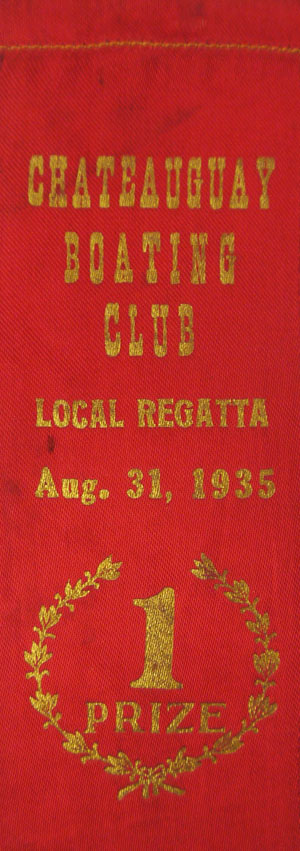 CHATEAUGUAY
BOATING
CLUB
LOCAL REGATTA
Aug. 31, 1935
1
PRIZE